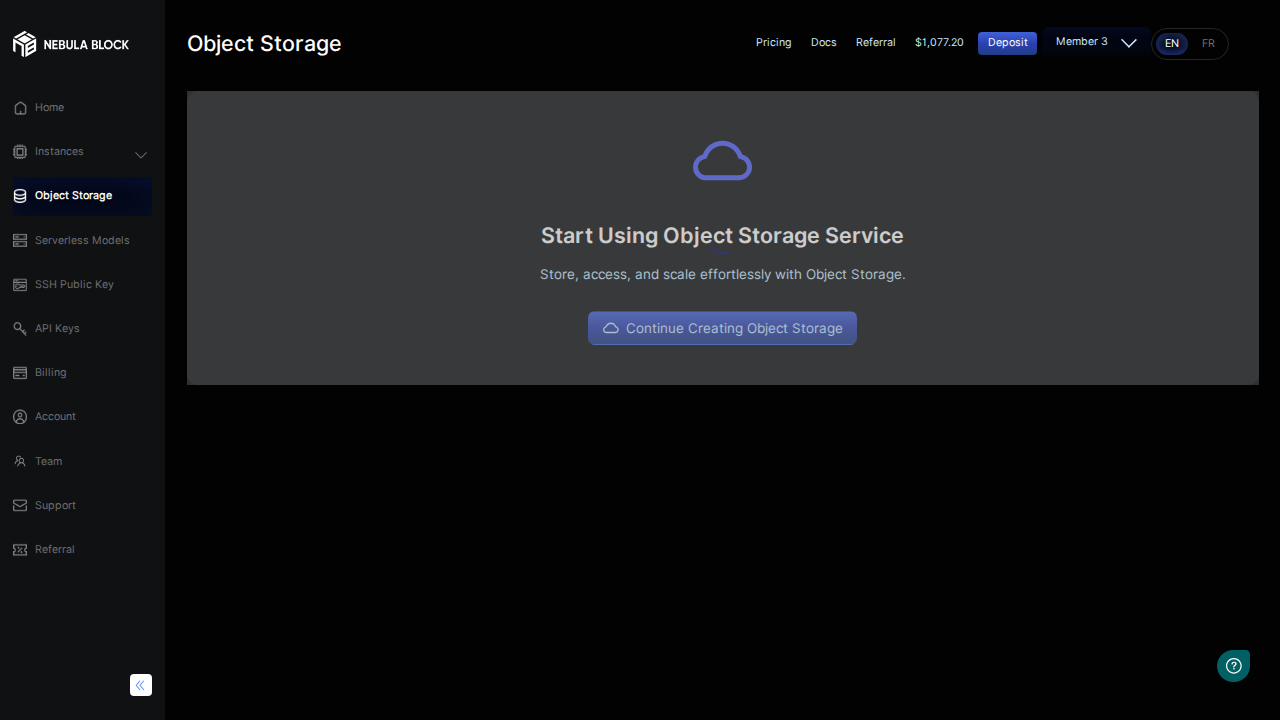 NEBULA BLOCK
Object Storage
Pricing
Docs
Referral
$1,077.20
Deposit
Member 3
EN
FR
Home
Instances
Object Storage
Serverless Models
SSH Public Key
API Keys
Billing
Account
Team
Support
Referral
Start Using Object Storage Service
Store, access, and scale effortlessly with Object Storage.
Continue Creating Object Storage